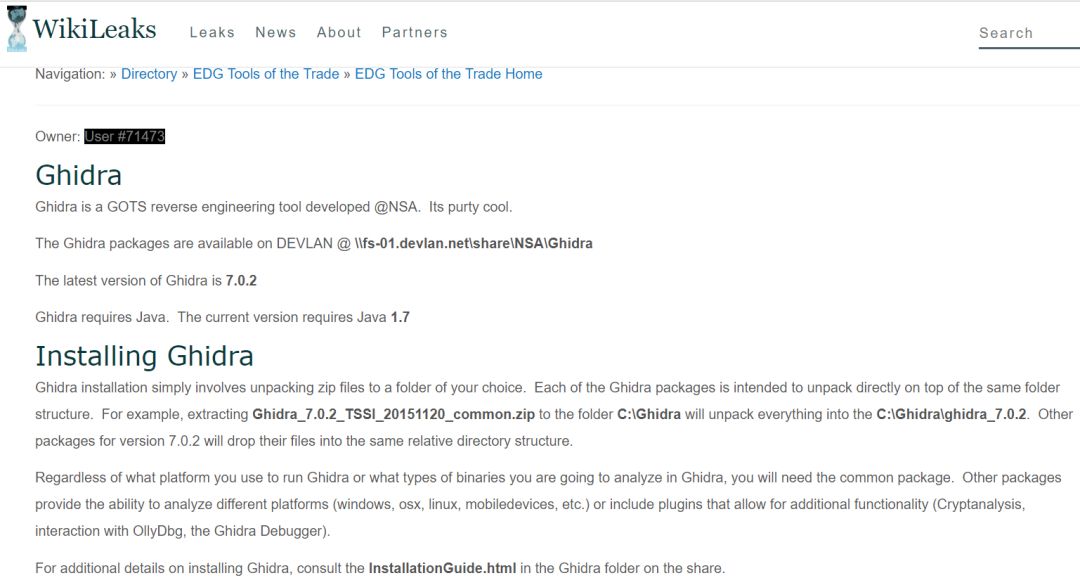 WikiLeaks Leaks News About Partners Search
Navigation: » Directory » EDG Tools of the Trade » EDG Tools of the Trade Home
Owner: User #71473
Ghidra
Ghidra is a GOTS reverse engineering tool developed @NSA.  Its purty cool.
The Ghidra packages are available on DEVLAN @ \\fs-01.devlan.net\share\NSA\Ghidra
The latest version of Ghidra is 7.0.2
Ghidra requires Java.  The current version requires Java 1.7
Installing Ghidra
Ghidra installation simply involves unpacking zip files to a folder of your choice.  Each of the Ghidra packages is intended to unpack directly on top of the same folder
structure.  For example, extracting Ghidra_7.0.2_TSSI_20151120_common.zip to the folder C:\Ghidra will unpack everything into the C:\Ghidra\ghidra_7.0.2.  Other
packages for version 7.0.2 will drop their files into the same relative directory structure.
Regardless of what platform you use to run Ghidra or what types of binaries you are going to analyze in Ghidra, you will need the common package.  Other packages
provide the ability to analyze different platforms (windows, osx, linux, mobiledevices, etc.) or include plugins that allow for additional functionality (Cryptanalysis,
interaction with OllyDbg, the Ghidra Debugger).
For additional details on installing Ghidra, consult the InstallationGuide.html in the Ghidra folder on the share.